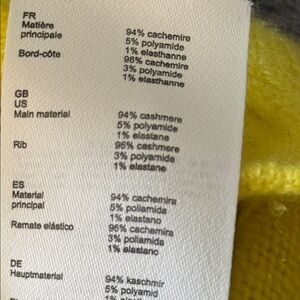 FR
Matière 94% cachemire
principale 5% polyamide
1% elasthanne
Bord-côte 96% cachemire
3% polyamide
1% elasthanne
GB
US
Main material 94% cashmere
5% polyamide
1% elastane
Rib 96% cashmere
3% polyamide
1% elastane
ES
Material 94% cachemira
principal 5% poliamida
1% elastano
Remate elástico 96% cachemira
3% poliamida
1% elastano
DE
Hauptmaterial 94% kaschmir
5% polyamid